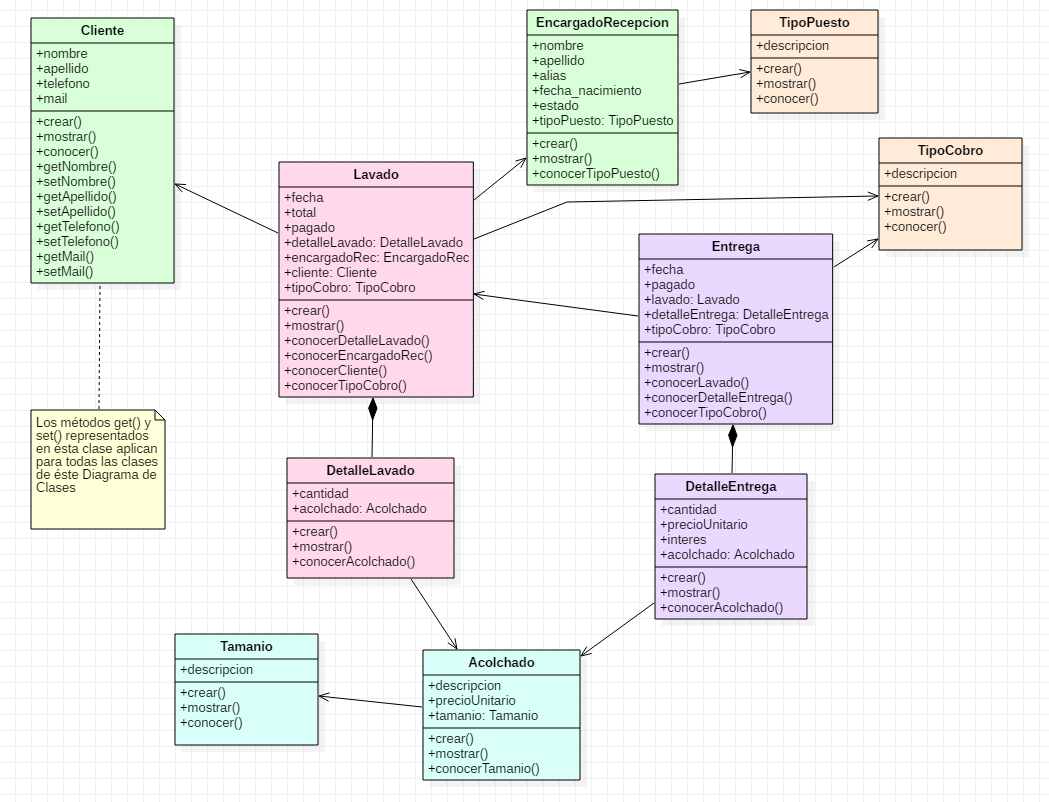 Cliente
+nombre
+apellido
+telefono
+mail
+crear()
+mostrar()
+conocer()
+getNombre()
+setNombre()
+getApellido()
+setApellido()
+getTelefono()
+setTelefono()
+getMail()
+setMail()
EncargadoRecepcion
+nombre
+apellido
+alias
+fecha_nacimiento
+estado
+tipoPuesto: TipoPuesto
+crear()
+mostrar()
+conocerTipoPuesto()
TipoPuesto
+descripcion
+crear()
+mostrar()
+conocer()
TipoCobro
+descripcion
+crear()
+mostrar()
+conocer()
Lavado
+fecha
+total
+pagado
+detalleLavado: DetalleLavado
+encargadoRec: EncargadoRec
+cliente: Cliente
+tipoCobro: TipoCobro
+crear()
+mostrar()
+conocerDetalleLavado()
+conocerEncargadoRec()
+conocerCliente()
+conocerTipoCobro()
Entrega
+fecha
+pagado
+lavado: Lavado
+detalleEntrega: DetalleEntrega
+tipoCobro: TipoCobro
+crear()
+mostrar()
+conocerLavado()
+conocerDetalleEntrega()
+conocerTipoCobro()
Los métodos get() y
set() representados
en esta clase aplican
para todas las clases
de éste Diagrama de
Clases
DetalleLavado
+cantidad
+acolchado: Acolchado
+crear()
+mostrar()
+conocerAcolchado()
DetalleEntrega
+cantidad
+precioUnitario
+interes
+acolchado: Acolchado
+crear()
+mostrar()
+conocerAcolchado()
Tamanio
+descripcion
+crear()
+mostrar()
+conocer()
Acolchado
+descripcion
+precioUnitario
+tamanio: Tamanio
+crear()
+mostrar()
+conocerTamanio()